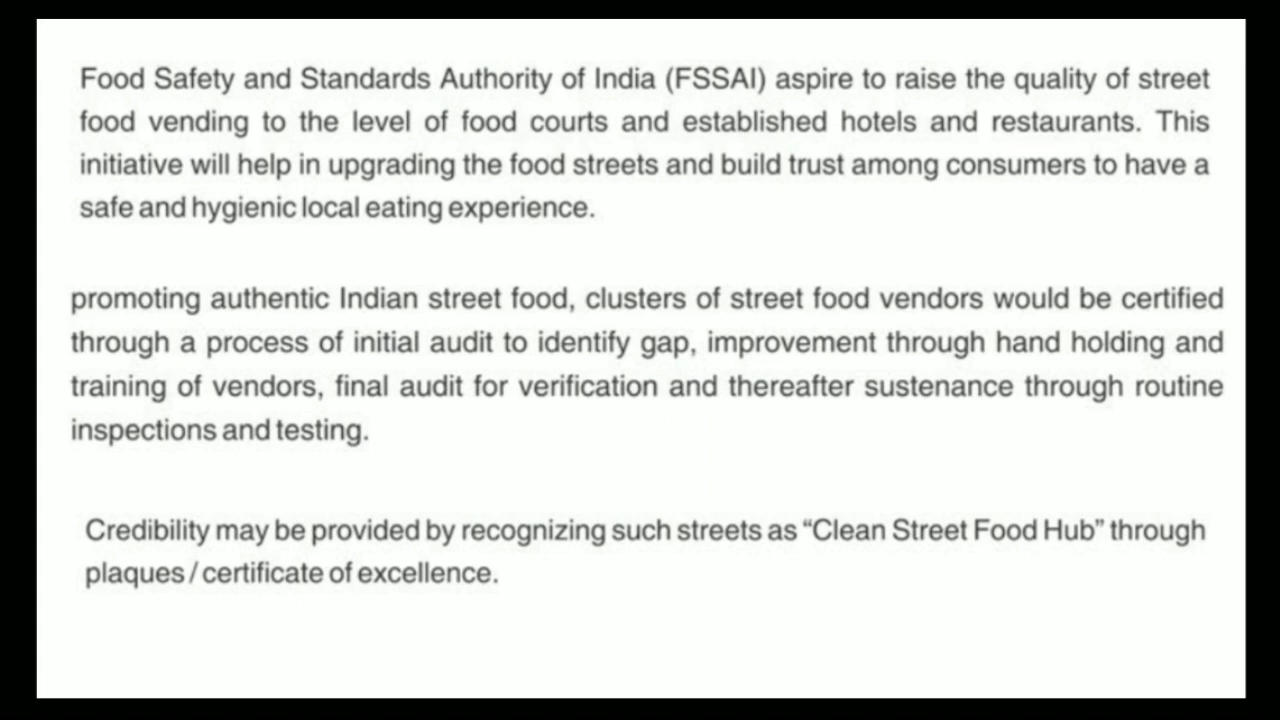 Food Safety and Standards Authority of India (FSSAI) aspire to raise the quality of street
food vending to the level of food courts and established hotels and restaurants. This
initiative will help in upgrading the food streets and build trust among consumers to have a
safe and hygienic local eating experience.
promoting authentic Indian street food, clusters of street food vendors would be certified
through a process of initial audit to identify gap, improvement through hand holding and
training of vendors, final audit for verification and thereafter sustenance through routine
inspections and testing.
Credibility may be provided by recognizing such streets as “Clean Street Food Hub” through
plaques / certificate of excellence.